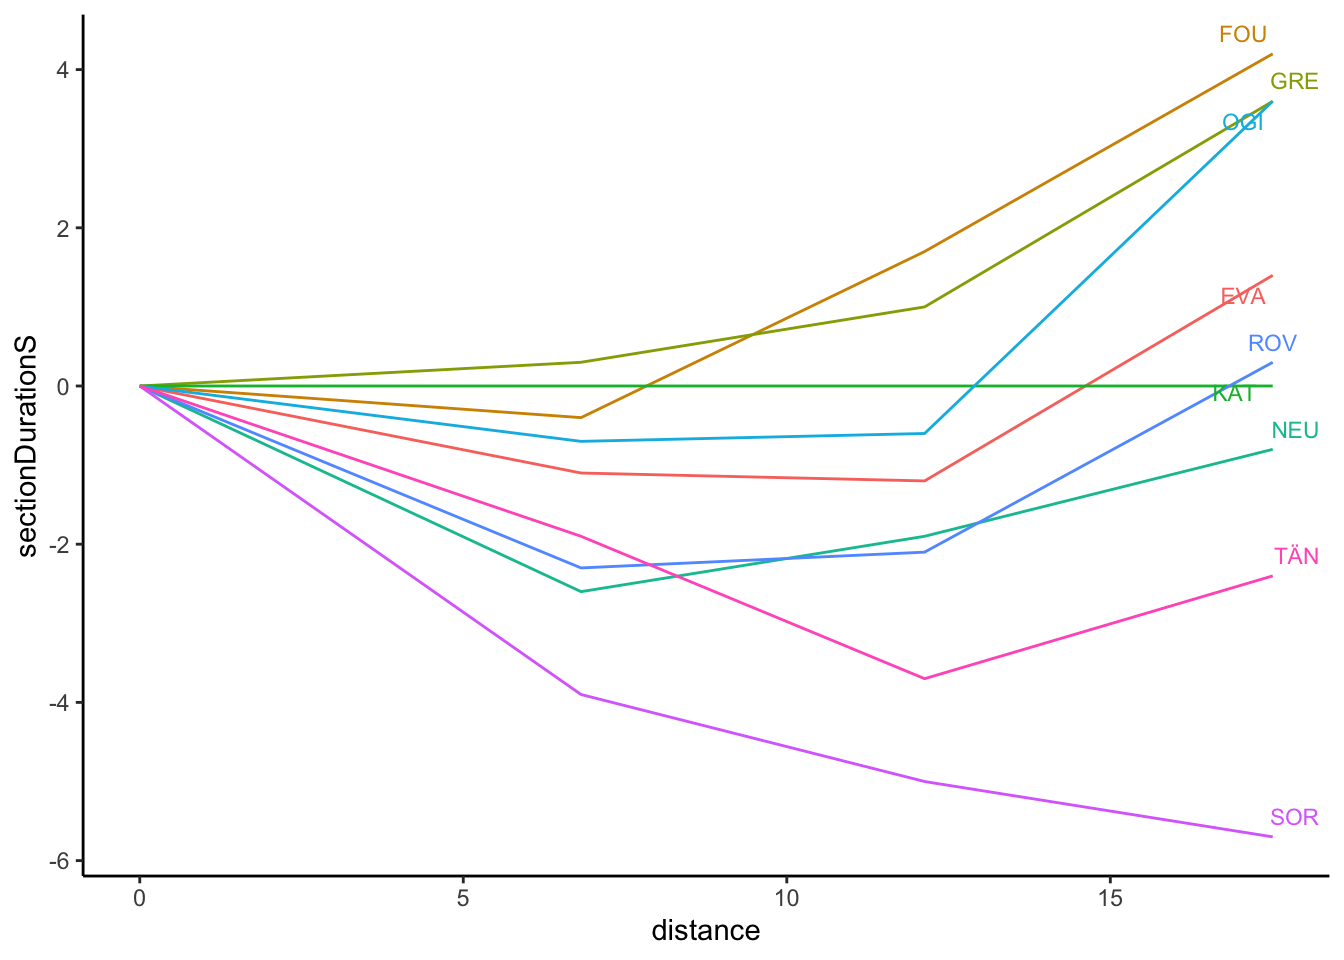 FOU
GRE
OGI
EVA
ROV
KAT
NEU
TÄN
SOR
4
2
0
-2
-4
-6
sectionDurationS
0 5 10 15
distance